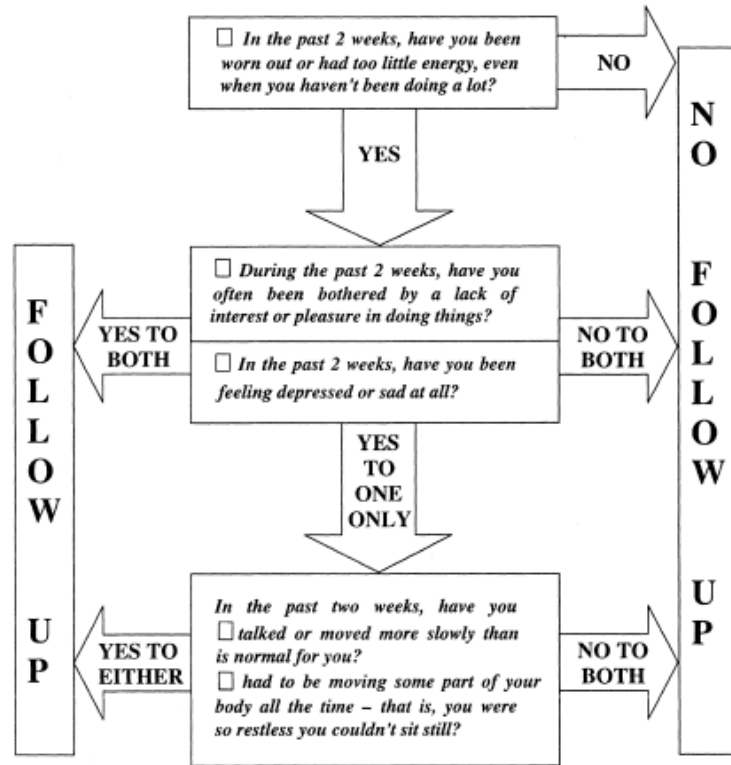 ☐ In the past 2 weeks, have you been
worn out or had too little energy, even
when you haven't been doing a lot?
NO
YES
☐ During the past 2 weeks, have you
often been bothered by a lack of
interest or pleasure in doing things?
☐ In the past 2 weeks, have you been
feeling depressed or sad at all?
YES TO
BOTH
NO TO
BOTH
YES
TO
ONE
ONLY
In the past two weeks, have you
☐ talked or moved more slowly than
is normal for you?
☐ had to be moving some part of your
body all the time – that is, you were
so restless you couldn't sit still?
YES TO
EITHER
NO TO
BOTH
FOLLOW UP
NO FOLLOW UP